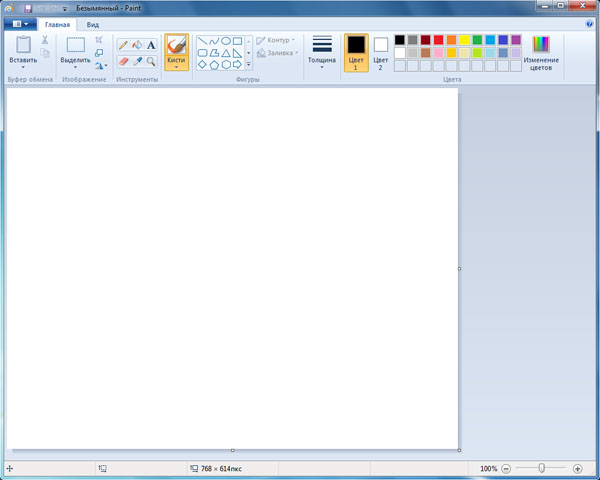 Безымянный - Paint
Главная Вид
Вставить
Выделить
A
Кисти
Контур
Заливка
Толщина
Цвет
1
Цвет
2
Изменение
цветов
Буфер обмена Изображение Инструменты Фигуры Цвета
768 × 614пкс 100%